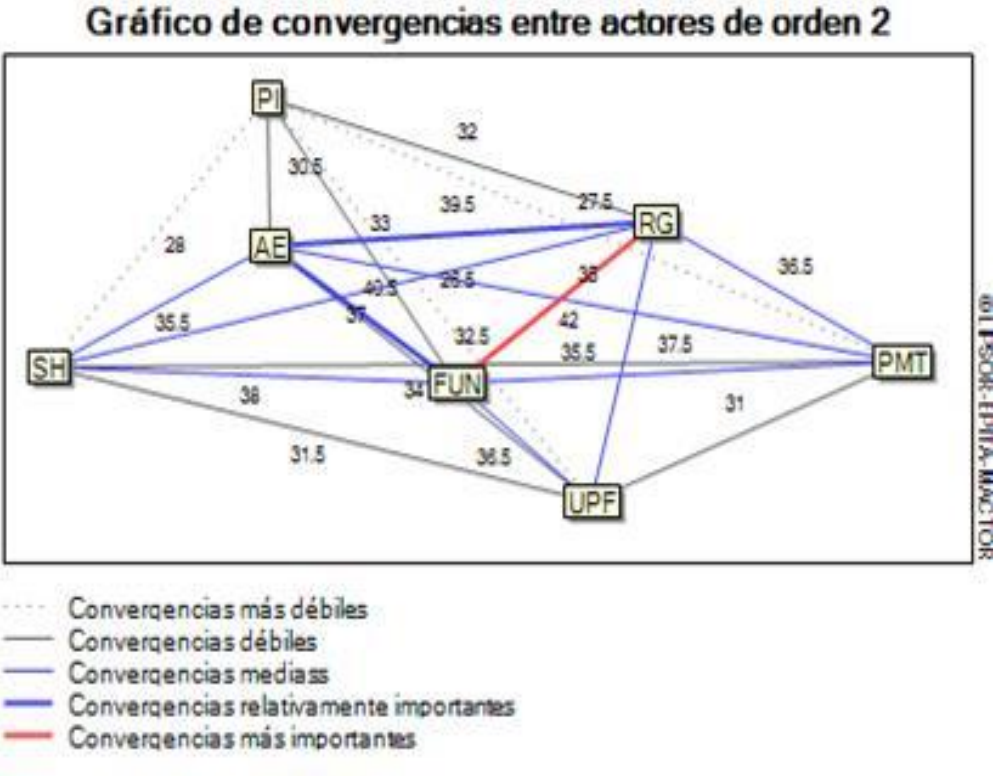 Gráfico de convergencias entre actores de orden 2
PI
32
30.5
39.5
27.5
33
RG
AE
28
36.5
40.5
26.5
37
35.5
42
32.5
37.5
35.5
SH
FUN
PMT
34
38
31
31.5
36.5
UPF
© LIPSOR-EPITA-MACTOR
Convergencias más débiles
Convergencias débiles
Convergencias mediass
Convergencias relativamente importantes
Convergencias más importantes